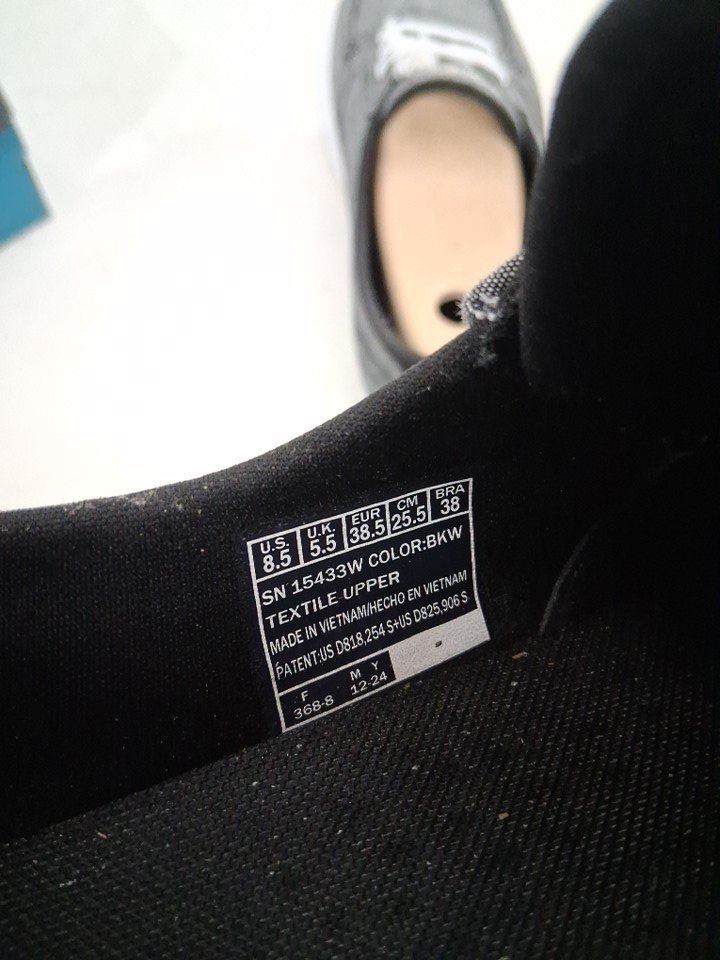 U.S. U.K. EUR CM BRA
8.5 5.5 38.5 25.5 38
SN 15433W COLOR:BKW
TEXTILE UPPER
MADE IN VIETNAM/HECHO EN VIETNAM
PATENT:US D818,254 S+US D825,906 S
F M Y
368-8 12-24